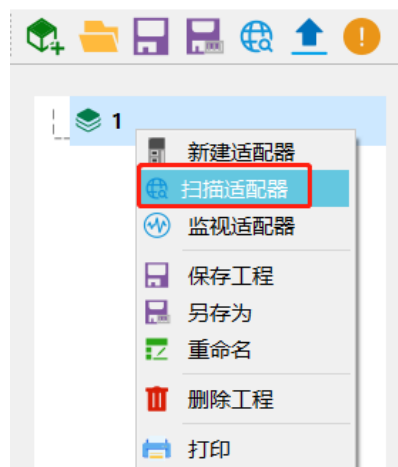 1
新建适配器
扫描适配器
监视适配器
保存工程
另存为
重命名
删除工程
打印